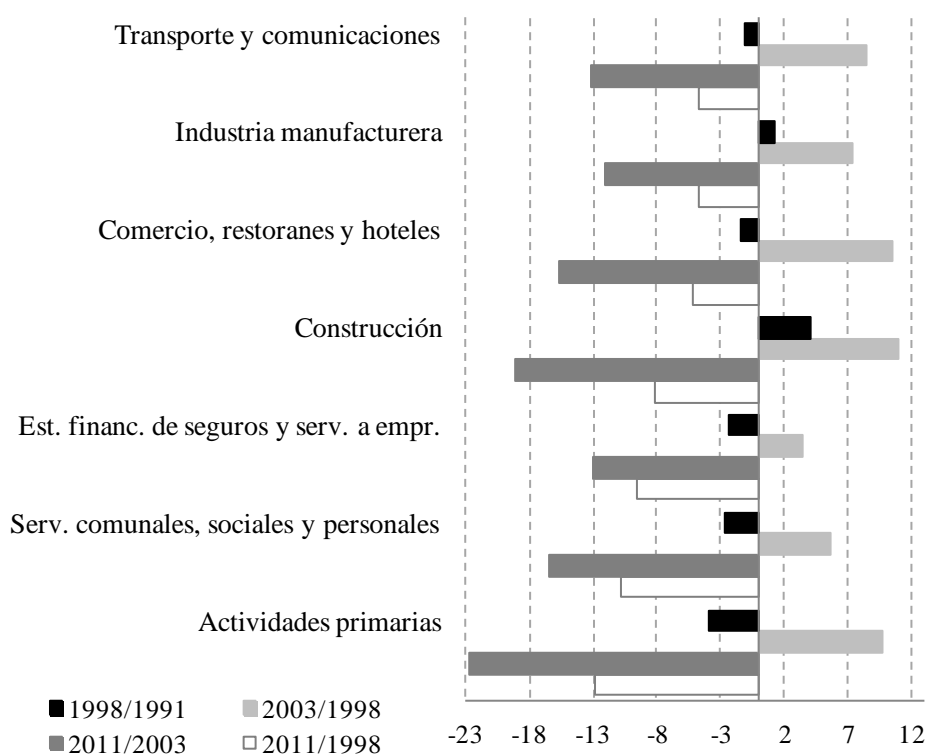 Transporte y comunicaciones
Industria manufacturera
Comercio, restoranes y hoteles
Construcción
Est. financ. de seguros y serv. a empr.
Serv. comunales, sociales y personales
Actividades primarias
1998/1991 2003/1998
2011/2003 2011/1998
-23 -18 -13 -8 -3 2 7 12